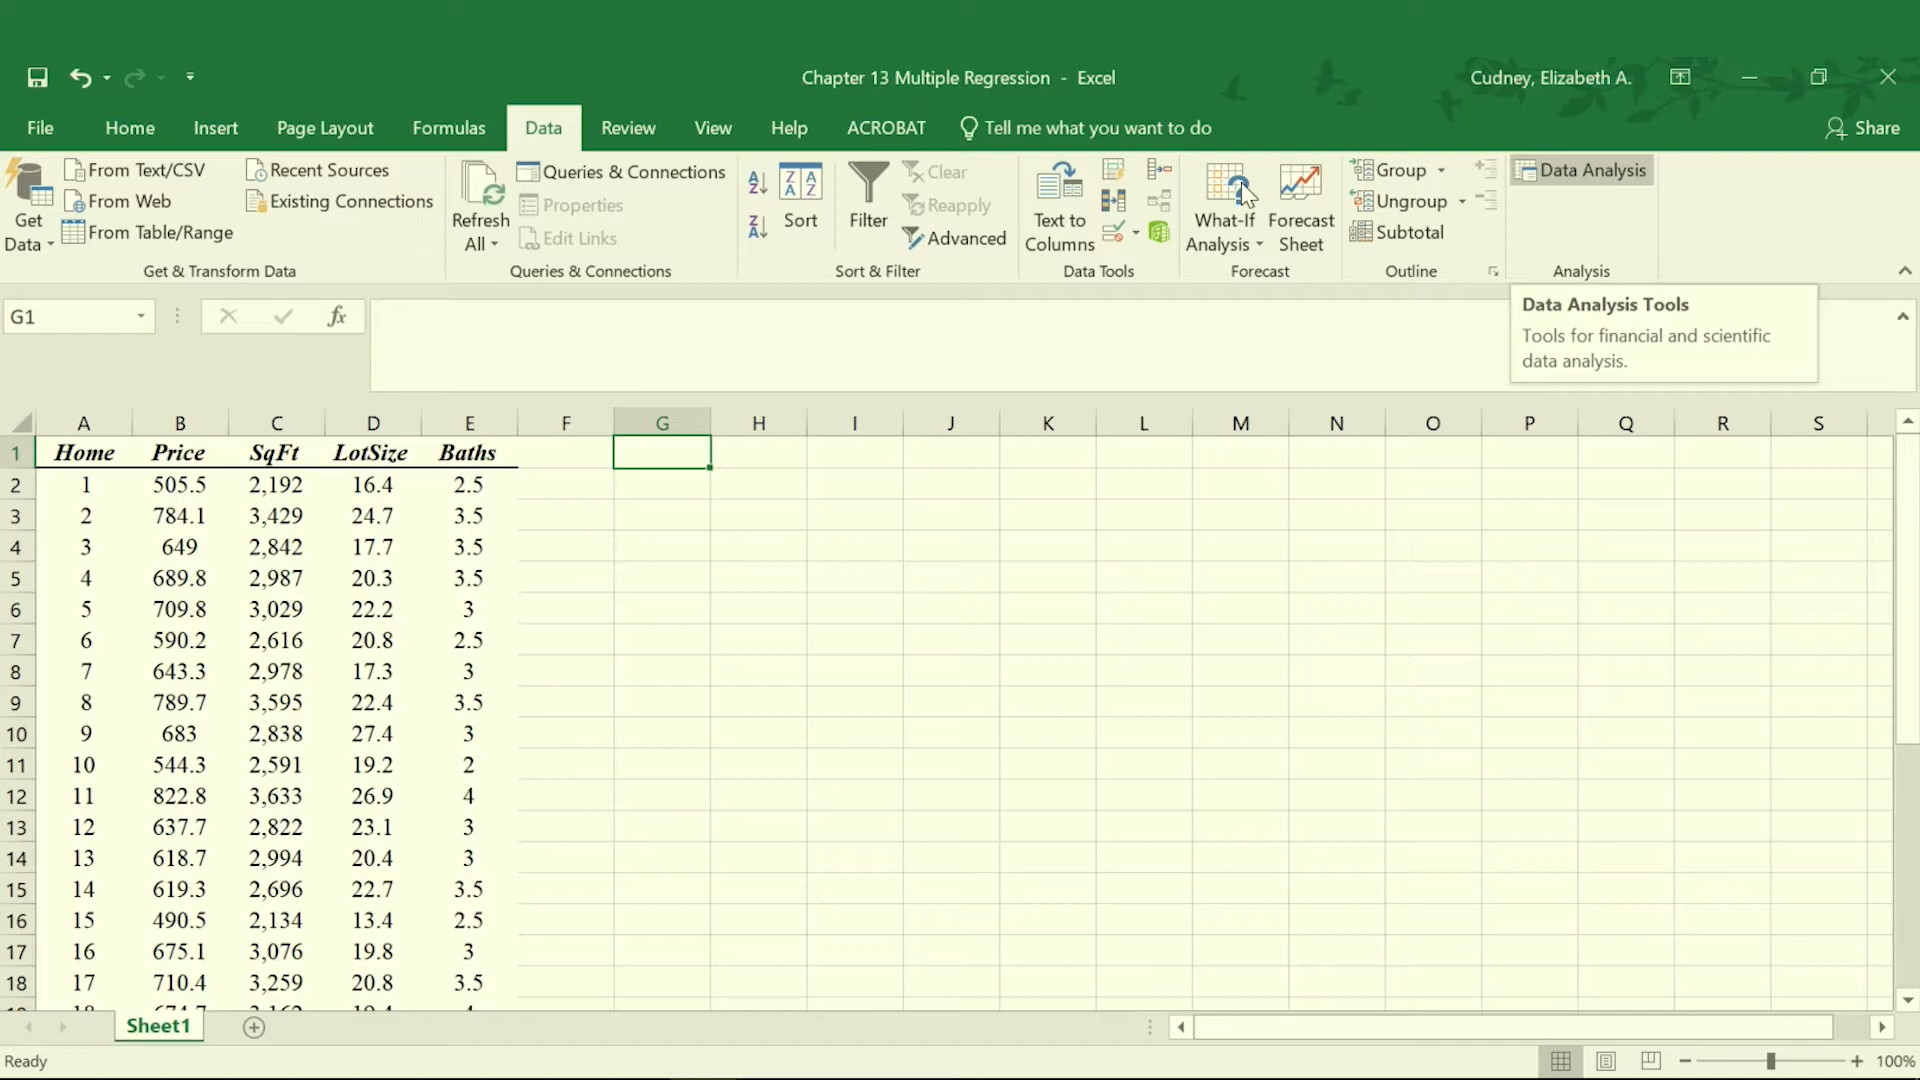 Chapter 13 Multiple Regression - Excel
Cudney, Elizabeth A.
File Home Insert Page Layout Formulas Data Review View Help ACROBAT Tell me what you want to do Share
Get Data
From Text/CSV
From Web
From Table/Range
Recent Sources
Existing Connections
Get & Transform Data
Refresh All
Queries & Connections
Properties
Edit Links
Queries & Connections
Sort
Filter
Clear
Reapply
Advanced
Sort & Filter
Text to Columns
Data Tools
What-If Analysis
Forecast Sheet
Forecast
Group
Ungroup
Subtotal
Outline
Data Analysis
Analysis
Data Analysis Tools
Tools for financial and scientific
data analysis.
G1
fx
A B C D E F G H I J K L M N O P Q R S
1 Home Price SqFt LotSize Baths
2 1 505.5 2,192 16.4 2.5
3 2 784.1 3,429 24.7 3.5
4 3 649 2,842 17.7 3.5
5 4 689.8 2,987 20.3 3.5
6 5 709.8 3,029 22.2 3
7 6 590.2 2,616 20.8 2.5
8 7 643.3 2,978 17.3 3
9 8 789.7 3,595 22.4 3.5
10 9 683 2,838 27.4 3
11 10 544.3 2,591 19.2 2
12 11 822.8 3,633 26.9 4
13 12 637.7 2,822 23.1 3
14 13 618.7 2,994 20.4 3
15 14 619.3 2,696 22.7 3.5
16 15 490.5 2,134 13.4 2.5
17 16 675.1 3,076 19.8 3
18 17 710.4 3,259 20.8 3.5
Sheet1
Ready
100%